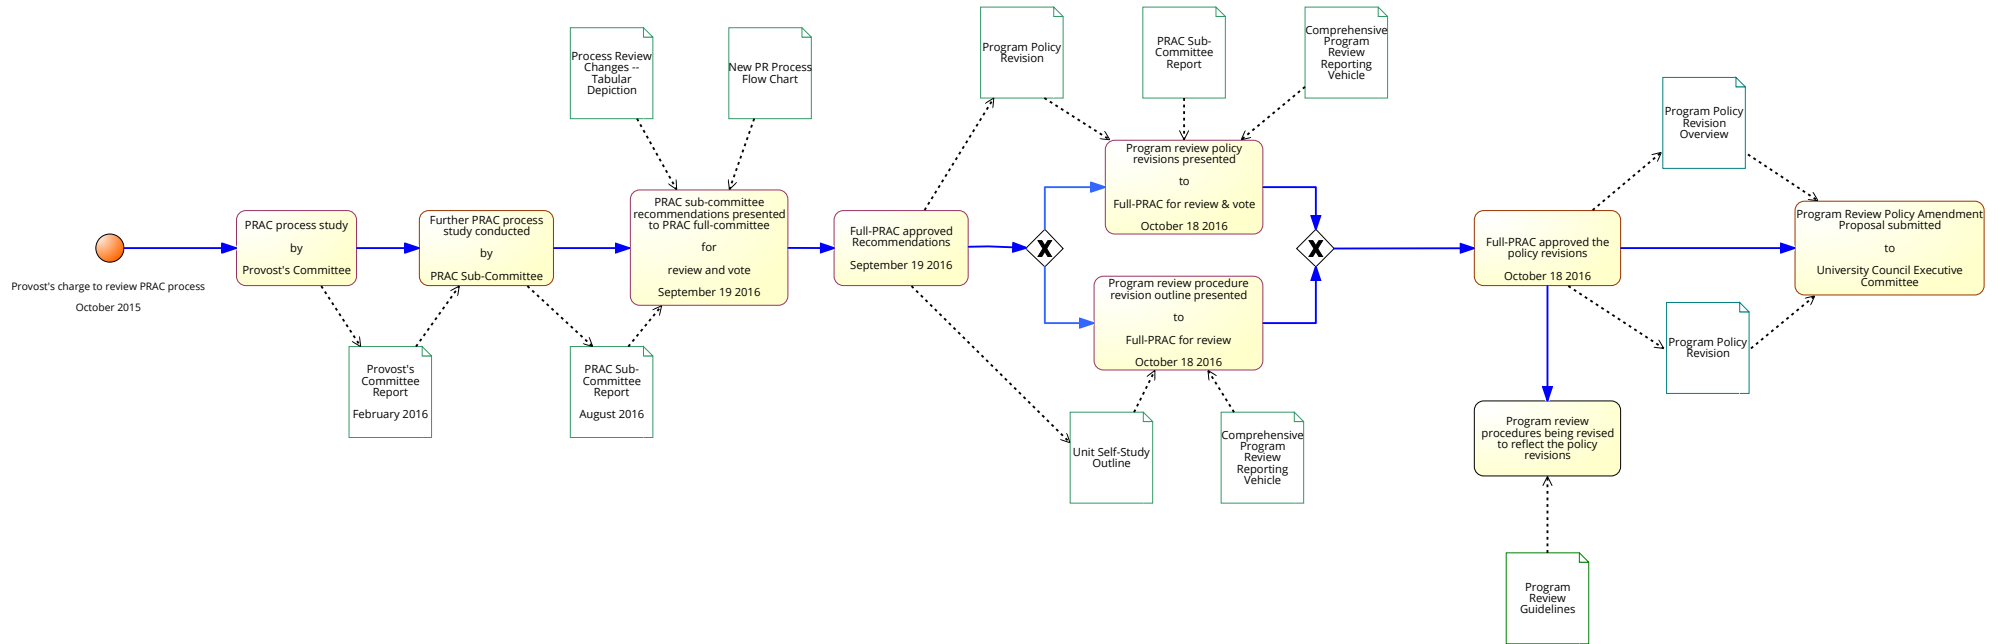 Provost's charge to review PRAC process
October 2015
PRAC process study
by
Provost's Committee
Provost's
Committee
Report
February 2016
Further PRAC process
study conducted
by
PRAC Sub-Committee
PRAC Sub-
Committee
Report
August 2016
Process Review
Changes --
Tabular
Depiction
New PR Process
Flow Chart
PRAC sub-committee
recommendations presented
to PRAC full-committee
for
review and vote
September 19 2016
Full-PRAC approved
Recommendations
September 19 2016
Program Policy
Revision
PRAC Sub-
Committee
Report
Comprehensive
Program
Review
Reporting
Vehicle
X
Program review policy
revisions presented
to
Full-PRAC for review & vote
October 18 2016
Program review procedure
revision outline presented
to
Full-PRAC for review
October 18 2016
Unit Self-Study
Outline
Comprehensive
Program
Review
Reporting
Vehicle
X
Full-PRAC approved the
policy revisions
October 18 2016
Program Policy
Revision
Overview
Program Policy
Revision
Program Review Policy Amendment
Proposal submitted
to
University Council Executive
Committee
Program review
procedures being revised
to reflect the policy
revisions
Program
Review
Guidelines